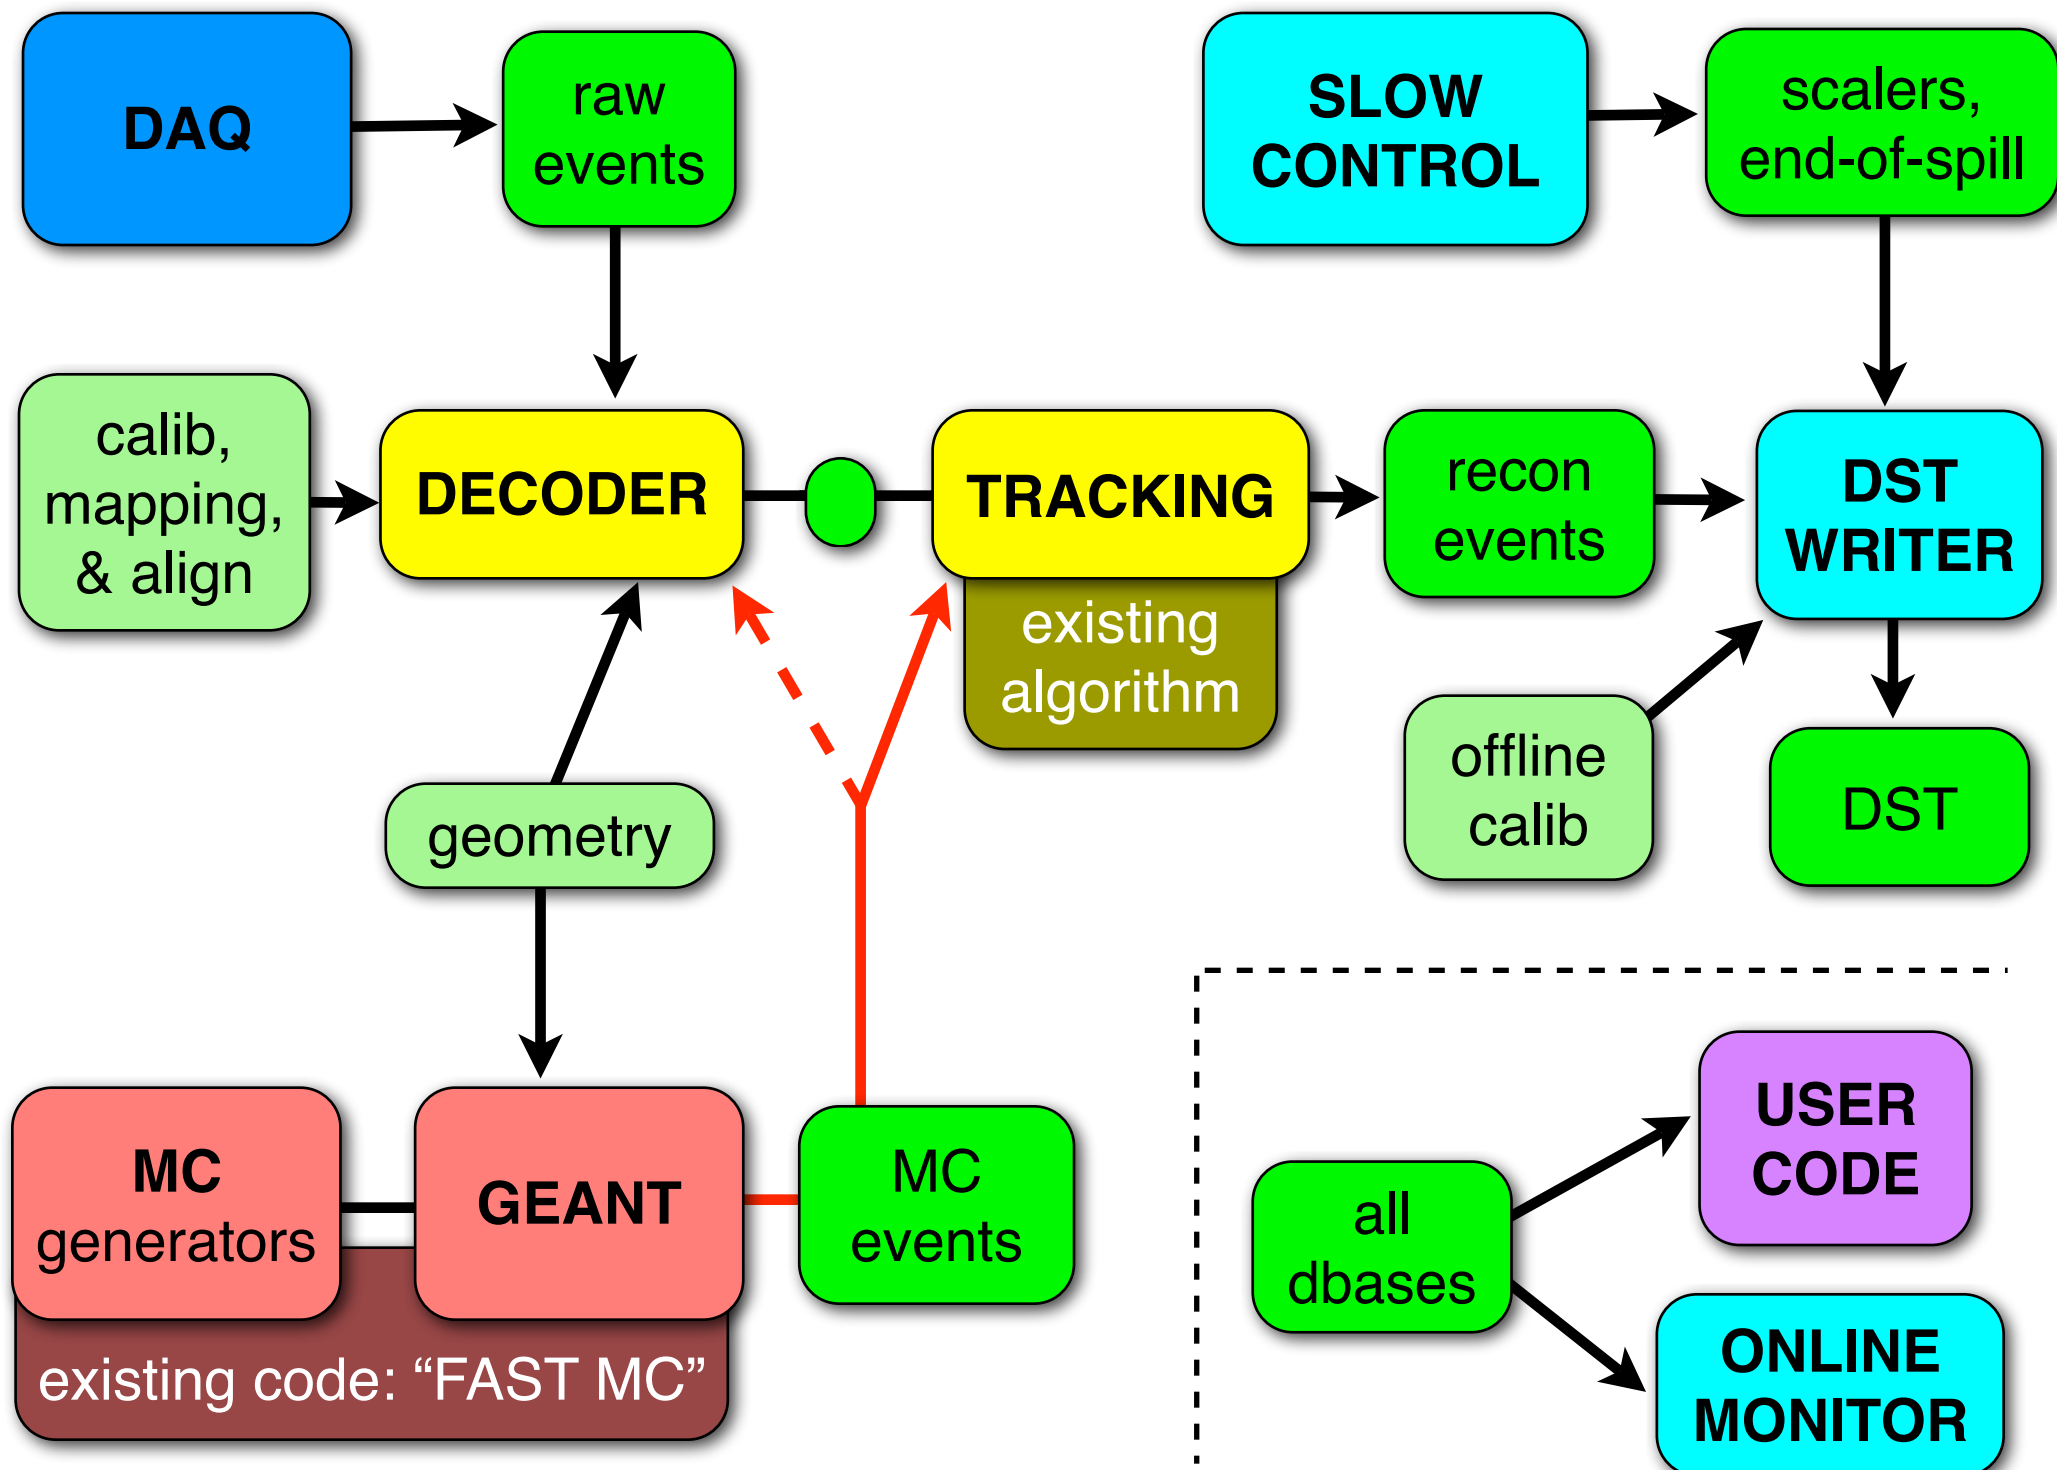 DAQ
raw
events
SLOW
CONTROL
scalers,
end-of-spill
calib,
mapping,
& align
DECODER
TRACKING
existing
algorithm
recon
events
DST
WRITER
offline
calib
DST
geometry
MC
generators
GEANT
existing code: “FAST MC”
MC
events
all
dbases
USER
CODE
ONLINE
MONITOR